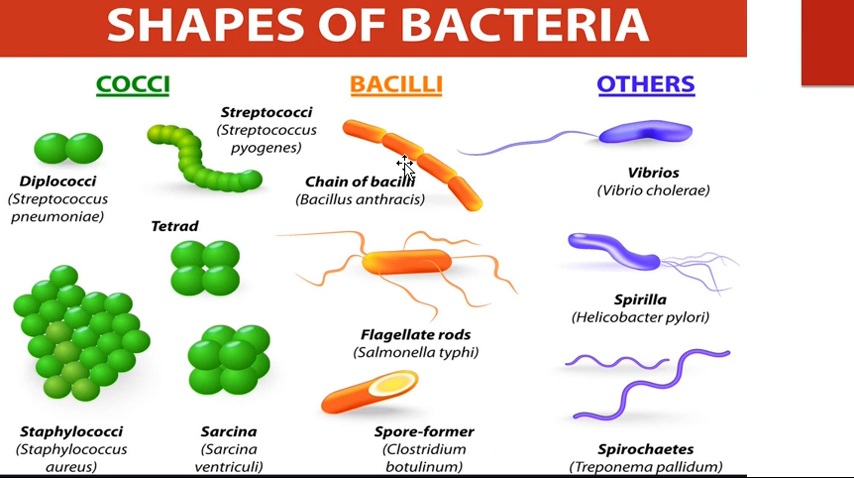 SHAPES OF BACTERIA
COCCI
BACILLI
OTHERS
Diplococci
(Streptococcus
pneumoniae)
Streptococci
(Streptococcus
pyogenes)
Tetrad
Staphylococci
(Staphylococcus
aureus)
Sarcina
(Sarcina
ventriculi)
Chain of bacilli
(Bacillus anthracis)
Flagellate rods
(Salmonella typhi)
Spore-former
(Clostridium
botulinum)
Vibrios
(Vibrio cholerae)
Spirilla
(Helicobacter pylori)
Spirochaetes
(Treponema pallidum)